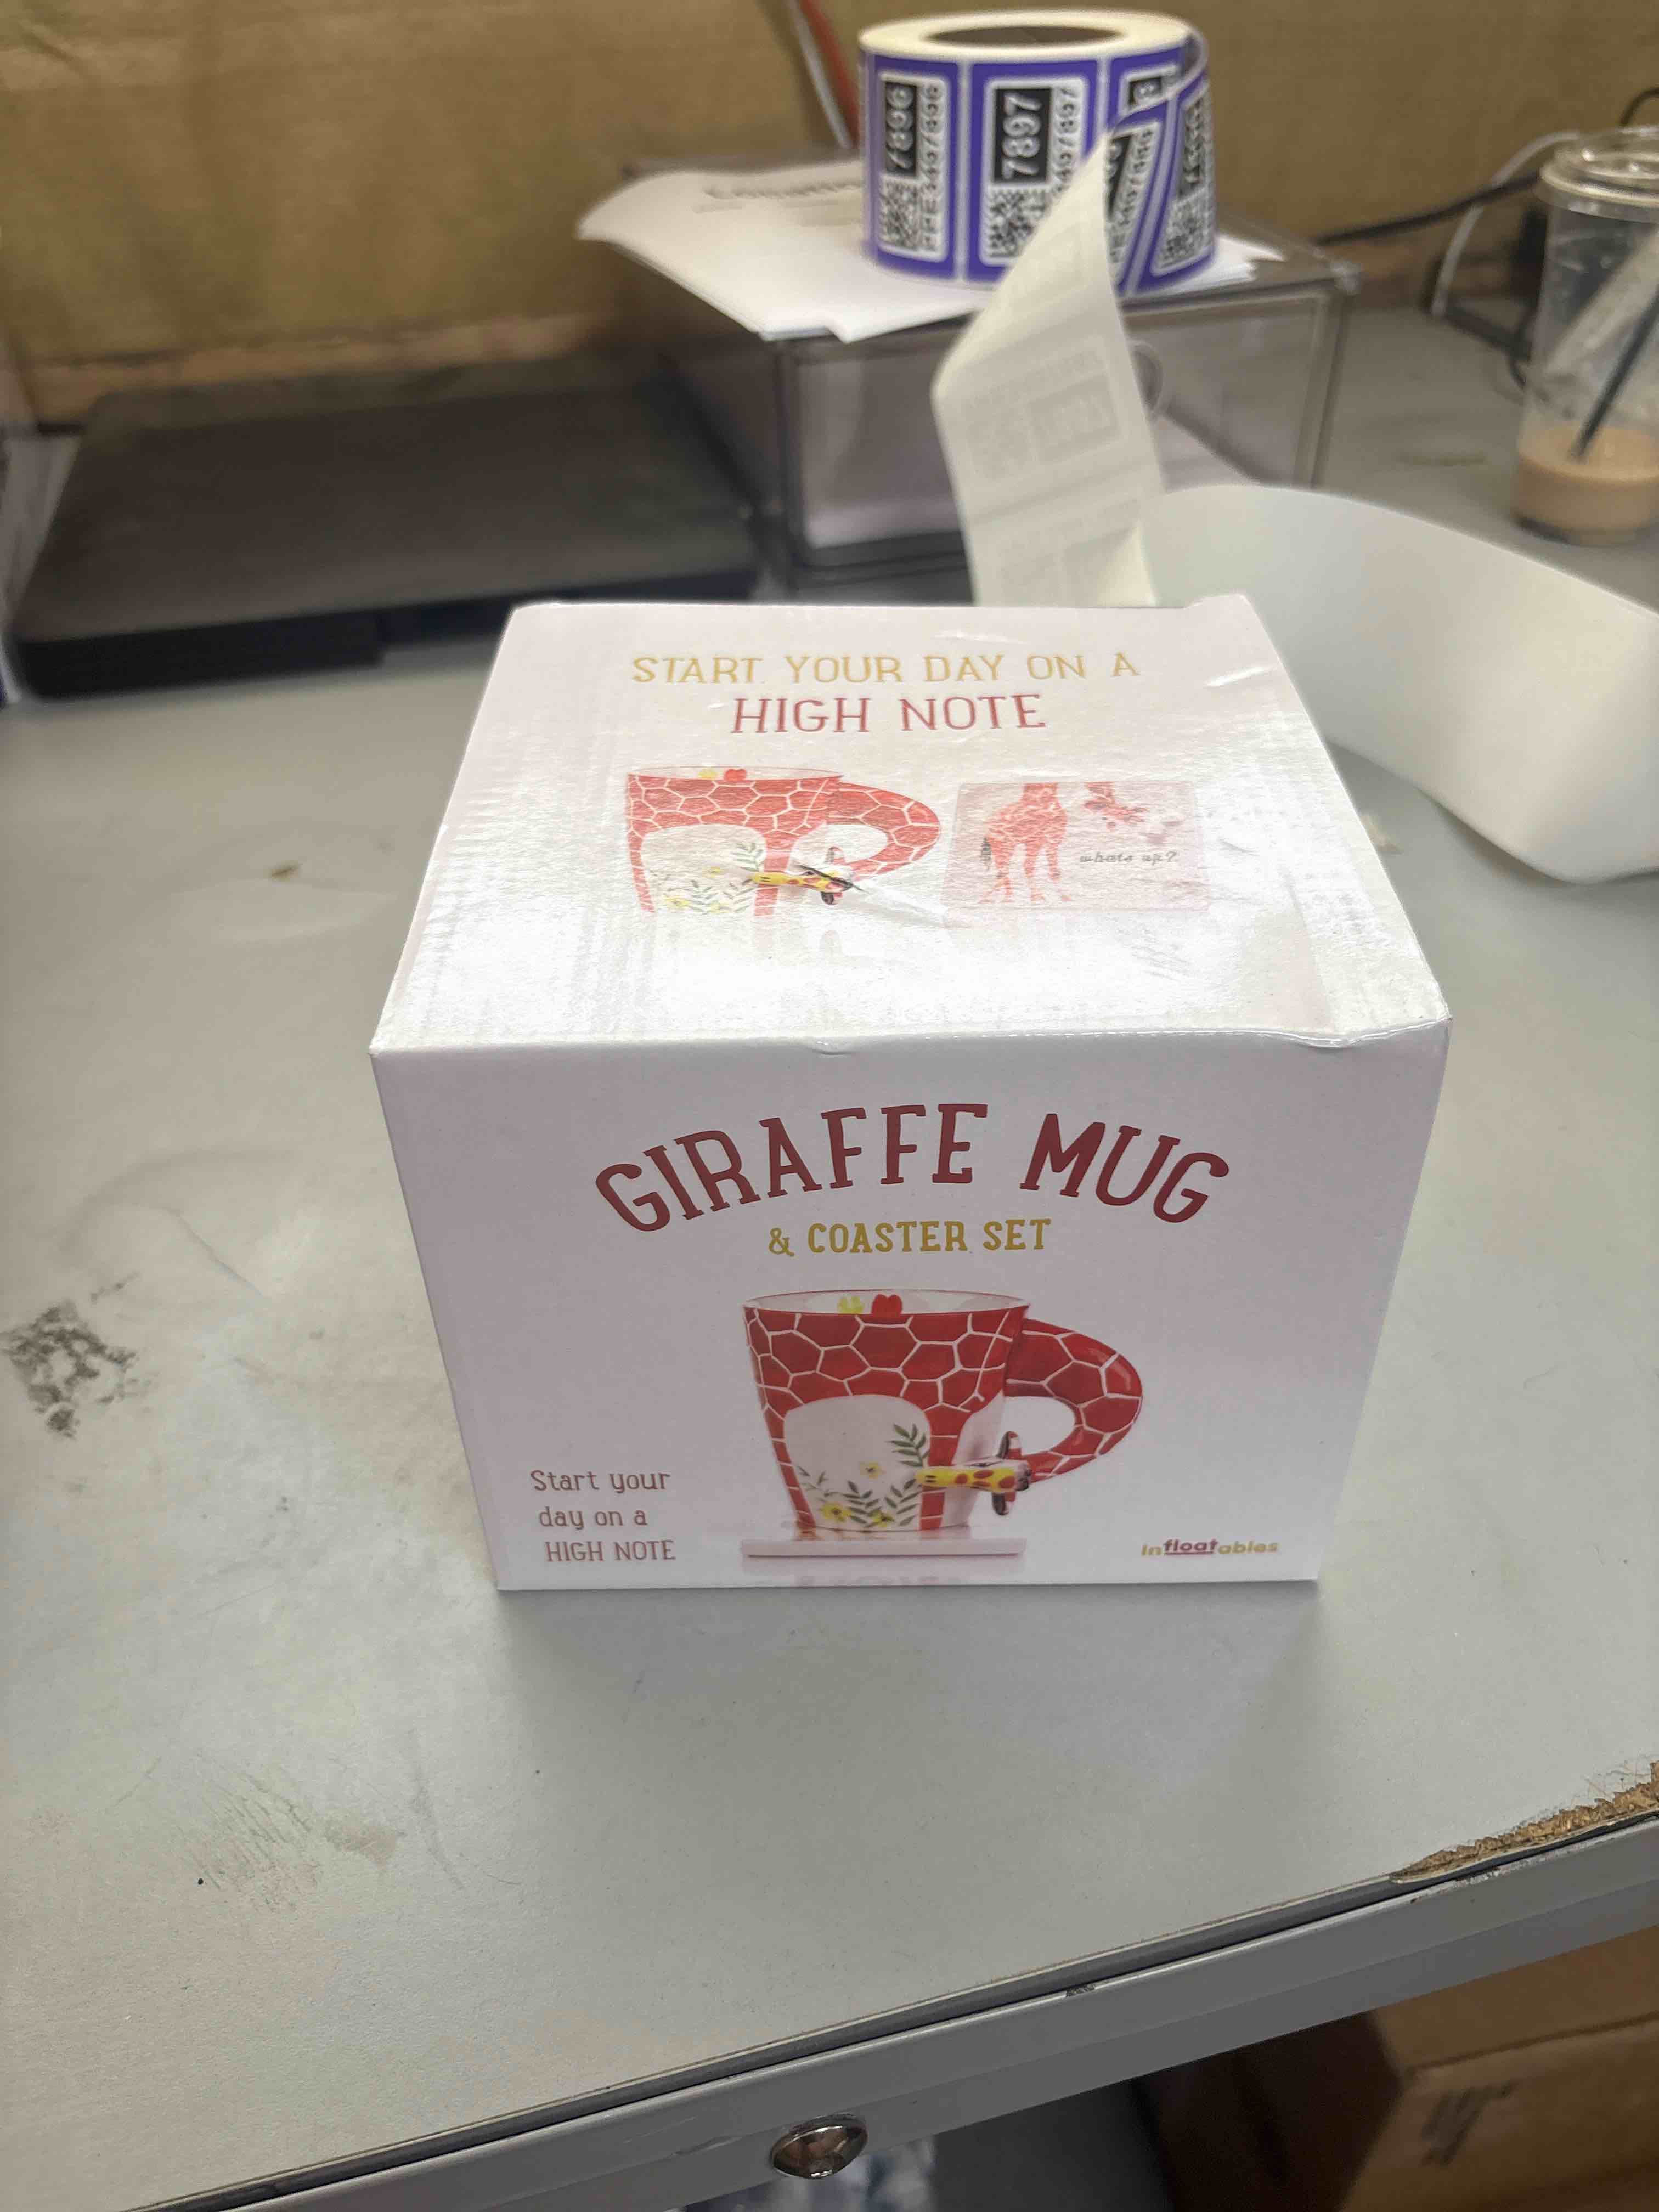 7896
7897
START YOUR DAY ON A
HIGH NOTE
whats up?
GIRAFFE MUG
& COASTER SET
Start your
day on a
HIGH NOTE
infloatables